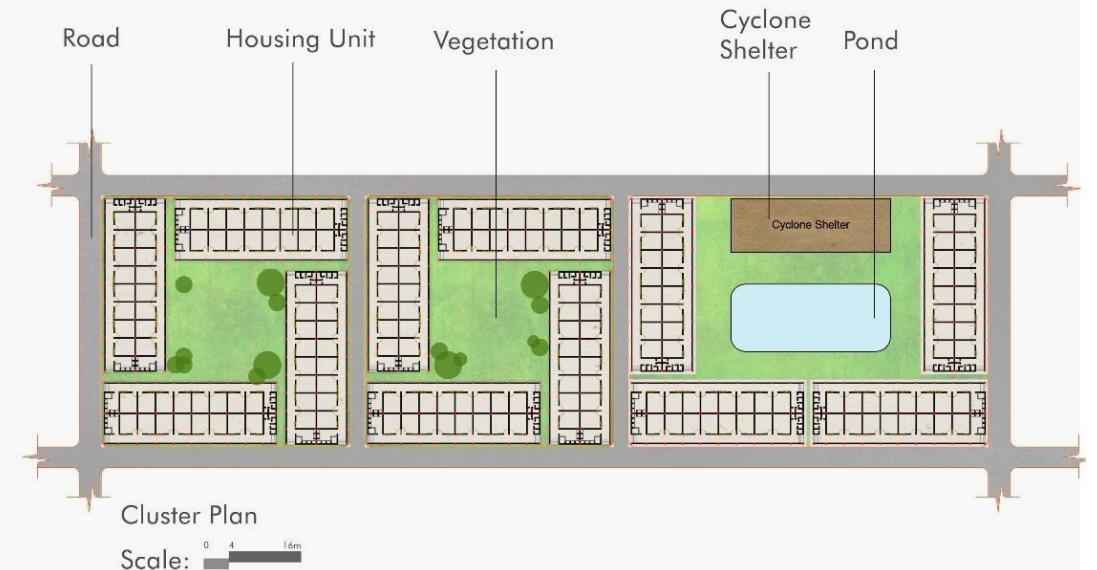 Road
Housing Unit
Vegetation
Cyclone
Shelter
Pond
Cyclone Shelter
Cluster Plan
0 4 16m
Scale: